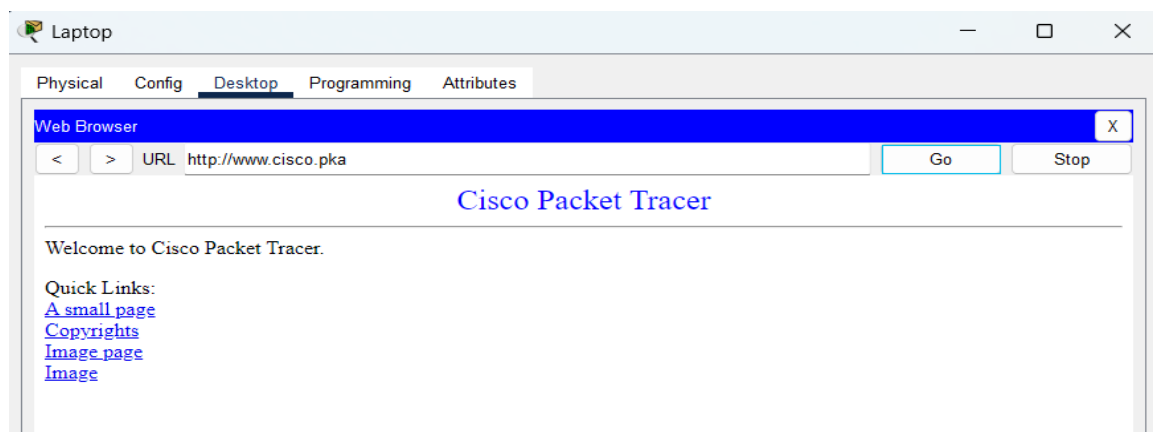 Laptop
Physical Config Desktop Programming Attributes
Web Browser X
< > URL http://www.cisco.pka Go Stop
Cisco Packet Tracer
Welcome to Cisco Packet Tracer.
Quick Links:
A small page
Copyrights
Image page
Image